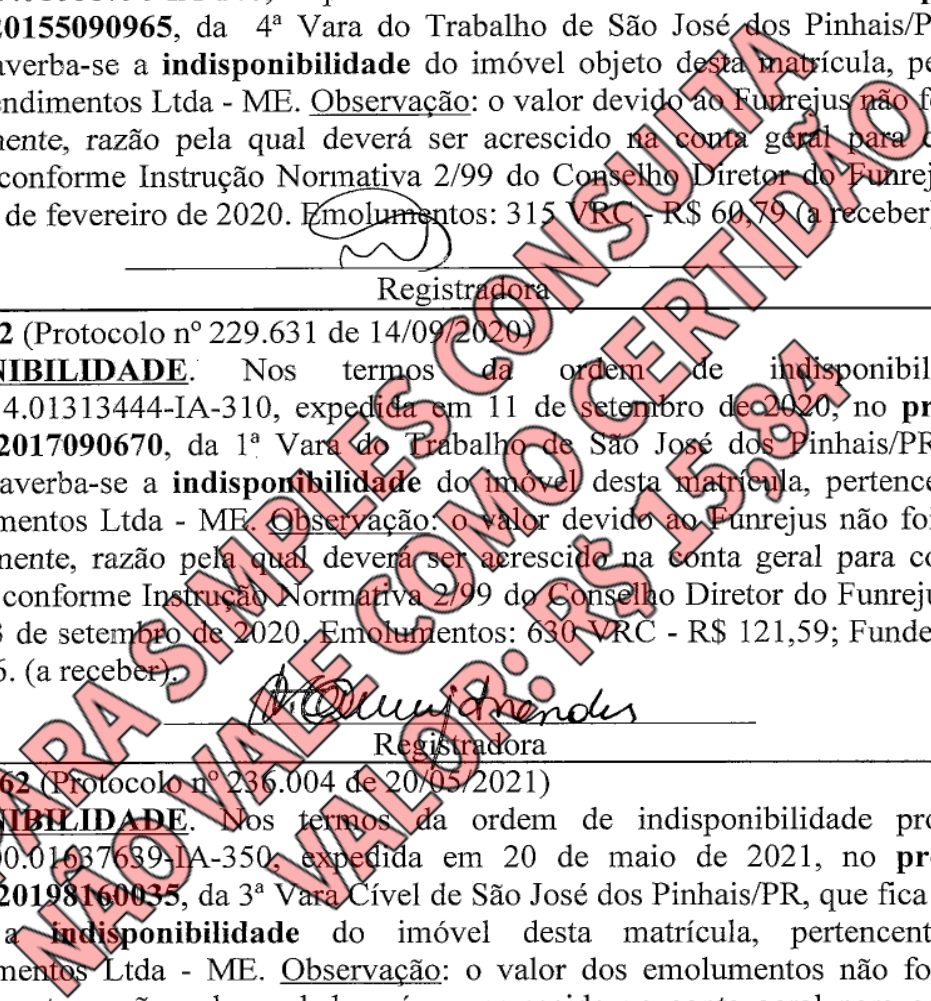 20155090965, da 4ª Vara do Trabalho de São José dos Pinhais/P
averba-se a indisponibilidade do imóvel objeto desta matrícula, pe
endimentos Ltda - ME. Observação: o valor devido ao Funrejus não f
mente, razão pela qual deverá ser acrescido na conta geral para
conforme Instrução Normativa 2/99 do Conselho Diretor do Funrej
de fevereiro de 2020. Emolumentos: 315 VRC - R$ 60,79 (a receber)
Registradora
2 (Protocolo nº 229.631 de 14/09/2020)
NIBILIDADE. Nos termos da ordem de indisponibil
4.01313444-IA-310, expedida em 11 de setembro de 2020, no pr
2017090670, da 1ª Vara do Trabalho de São José dos Pinhais/PR
averba-se a indisponibilidade do imóvel desta matrícula, pertence
mentos Ltda - ME. Observação: o valor devido ao Funrejus não foi
mente, razão pela qual deverá ser acrescido na conta geral para co
conforme Instrução Normativa 2/99 do Conselho Diretor do Funreju
de setembro de 2020. Emolumentos: 630 VRC - R$ 121,59; Funde
6. (a receber).
Registradora
62 (Protocolo nº 236.004 de 20/05/2021)
NIBILIDADE. Nos termos da ordem de indisponibilidade pro
00.01637639-IA-350, expedida em 20 de maio de 2021, no pr
20198160035, da 3ª Vara Cível de São José dos Pinhais/PR, que fica
a indisponibilidade do imóvel desta matrícula, pertencent
mentos Ltda - ME. Observação: o valor dos emolumentos não fo
PARA SIMPLES CONSULTA
NÃO VALE COMO CERTIDÃO
VALOR: R$ 15,84